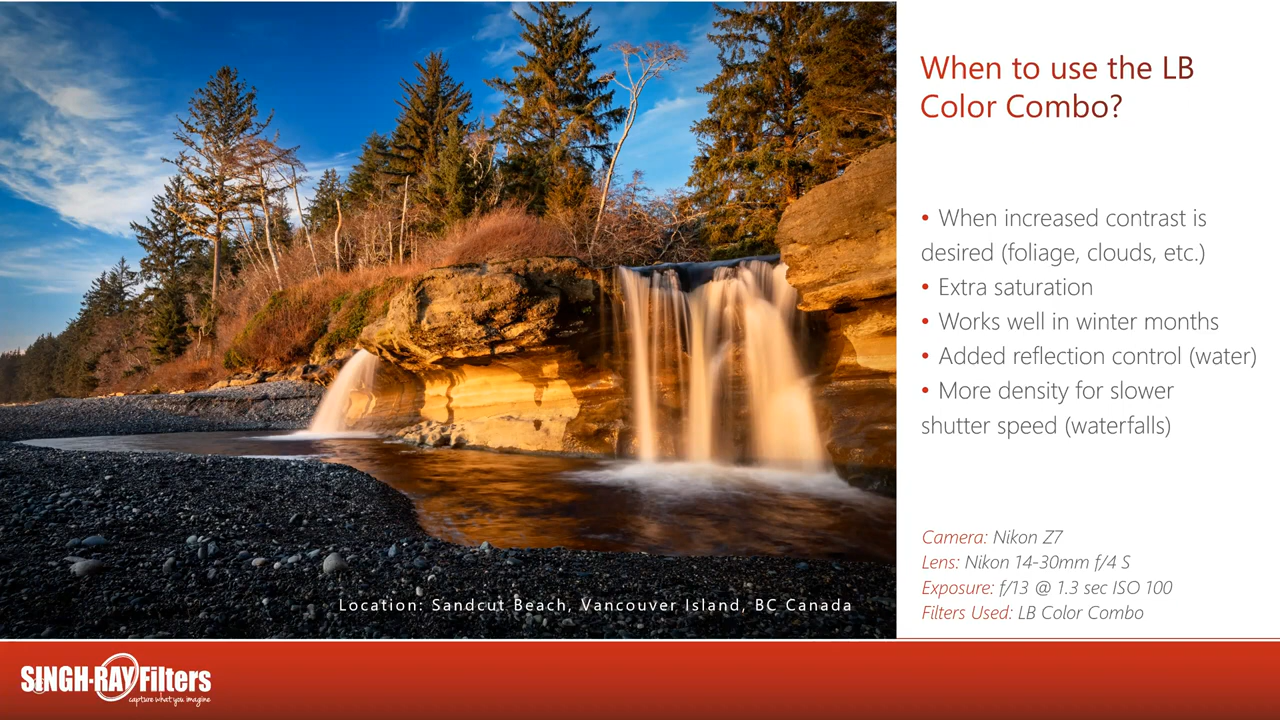 When to use the LB
Color Combo?
• When increased contrast is
desired (foliage, clouds, etc.)
• Extra saturation
• Works well in winter months
• Added reflection control (water)
• More density for slower
shutter speed (waterfalls)
Camera: Nikon Z7
Lens: Nikon 14-30mm f/4 S
Exposure: f/13 @ 1.3 sec ISO 100
Filters Used: LB Color Combo
Location: Sandcut Beach, Vancouver Island, BC Canada
SINGH-RAY Filters
capture what you imagine